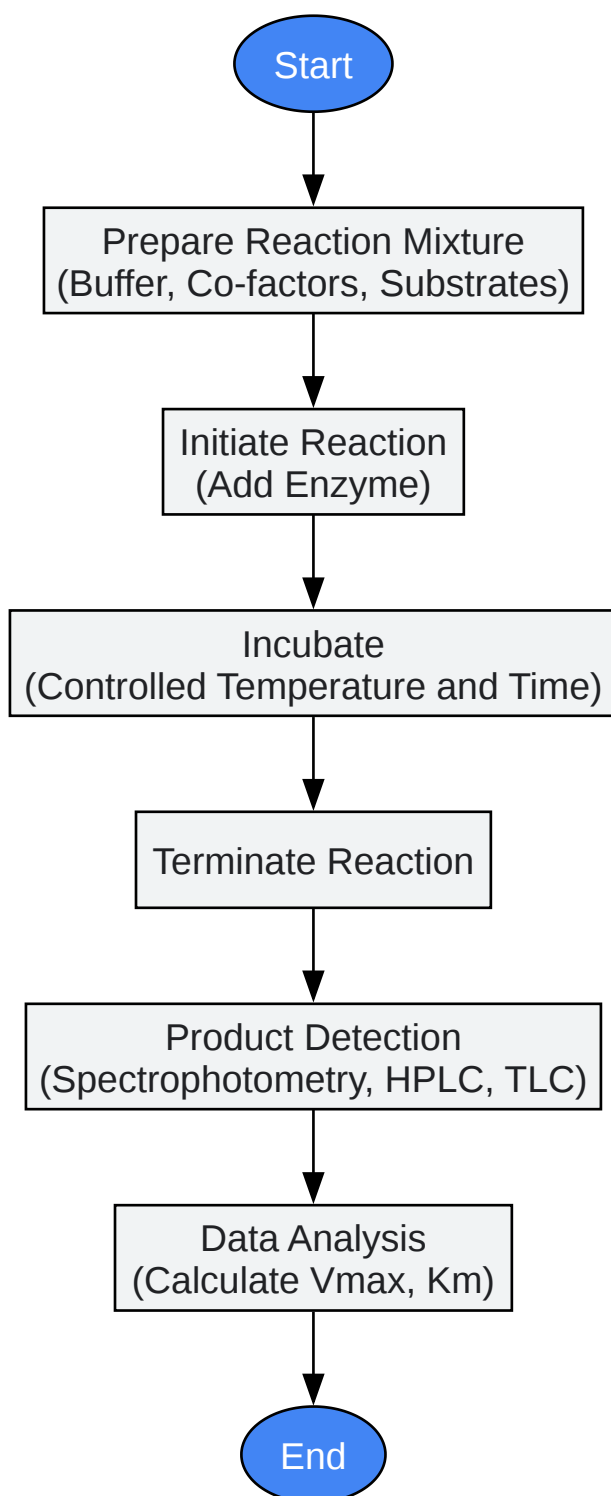 Start
Prepare Reaction Mixture
(Buffer, Co-factors, Substrates)
Initiate Reaction
(Add Enzyme)
Incubate
(Controlled Temperature and Time)
Terminate Reaction
Product Detection
(Spectrophotometry, HPLC, TLC)
Data Analysis
(Calculate Vmax, Km)
End